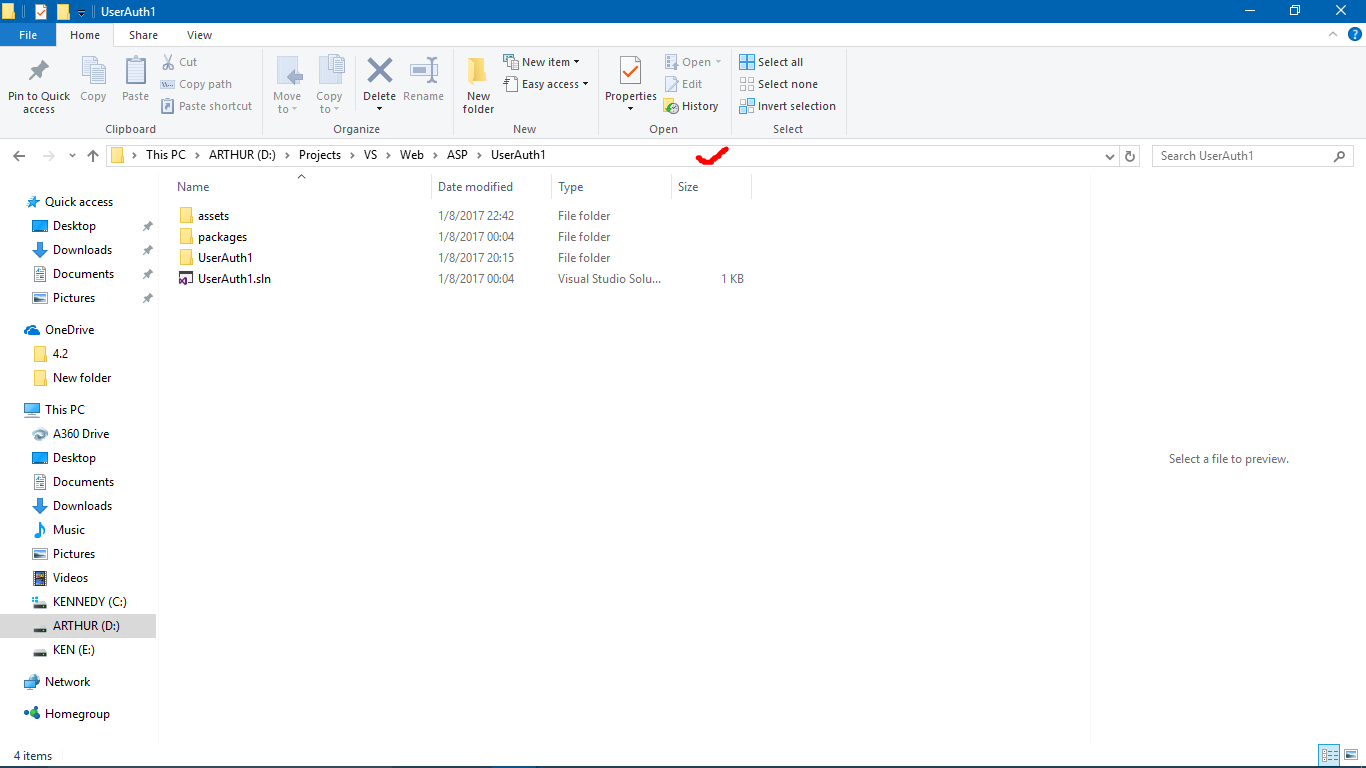 UserAuth1
File Home Share View
Pin to Quick access
Copy
Paste
Cut
Copy path
Paste shortcut
Clipboard
Move to
Copy to
Delete
Rename
Organize
New folder
New item
Easy access
New
Properties
Open
Edit
History
Open
Select all
Select none
Invert selection
Select
This PC > ARTHUR (D:) > Projects > VS > Web > ASP > UserAuth1
Search UserAuth1
Name Date modified Type Size
assets 1/8/2017 22:42 File folder
packages 1/8/2017 00:04 File folder
UserAuth1 1/8/2017 20:15 File folder
UserAuth1.sln 1/8/2017 00:04 Visual Studio Solu... 1 KB
Quick access
Desktop
Downloads
Documents
Pictures
OneDrive
4.2
New folder
This PC
A360 Drive
Desktop
Documents
Downloads
Music
Pictures
Videos
KENNEDY (C:)
ARTHUR (D:)
KEN (E:)
Network
Homegroup
Select a file to preview.
4 items